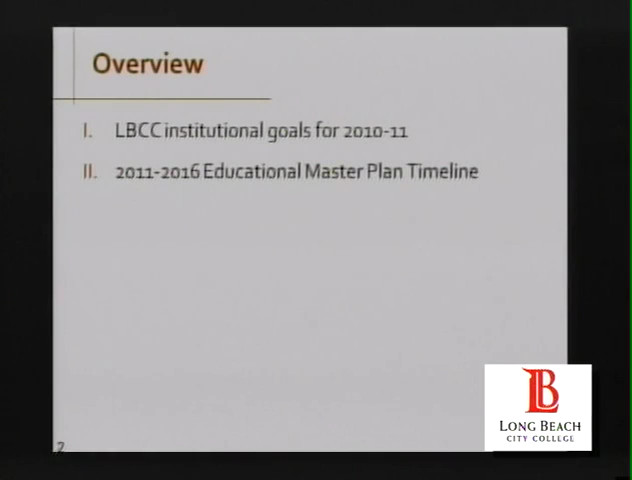 Overview
I. LBCC institutional goals for 2010-11
II. 2011-2016 Educational Master Plan Timeline
2
LB
LONG BEACH
CITY COLLEGE